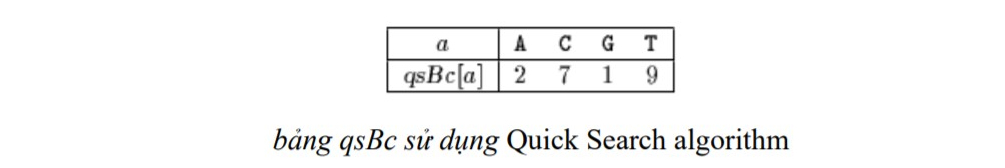 a A C G T
qsBc[a] 2 7 1 9
bảng qsBc sử dụng Quick Search algorithm